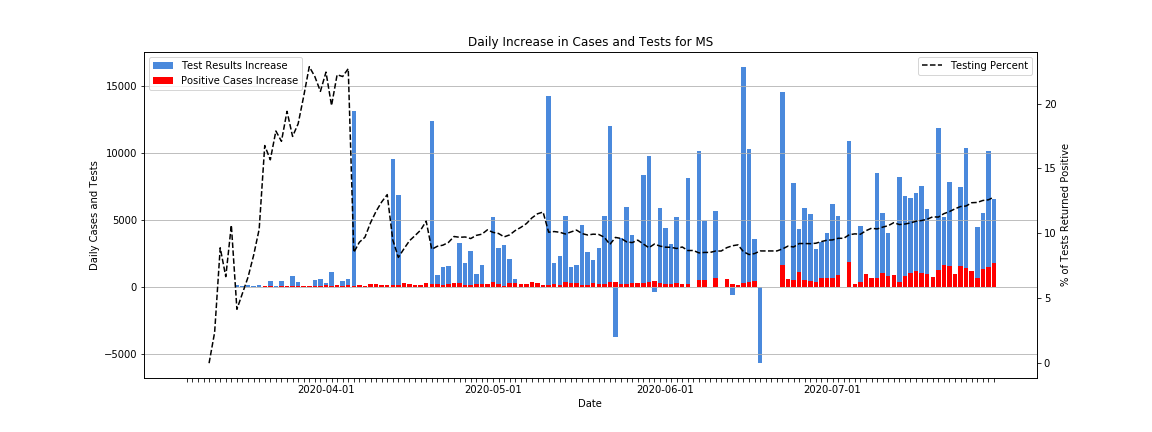 Daily Increase in Cases and Tests for MS
Test Results Increase
Positive Cases Increase
Testing Percent
15000
10000
5000
0
−5000
Daily Cases and Tests
20
15
10
5
0
% of Tests Returned Positive
2020-04-01
2020-05-01
2020-06-01
2020-07-01
Date